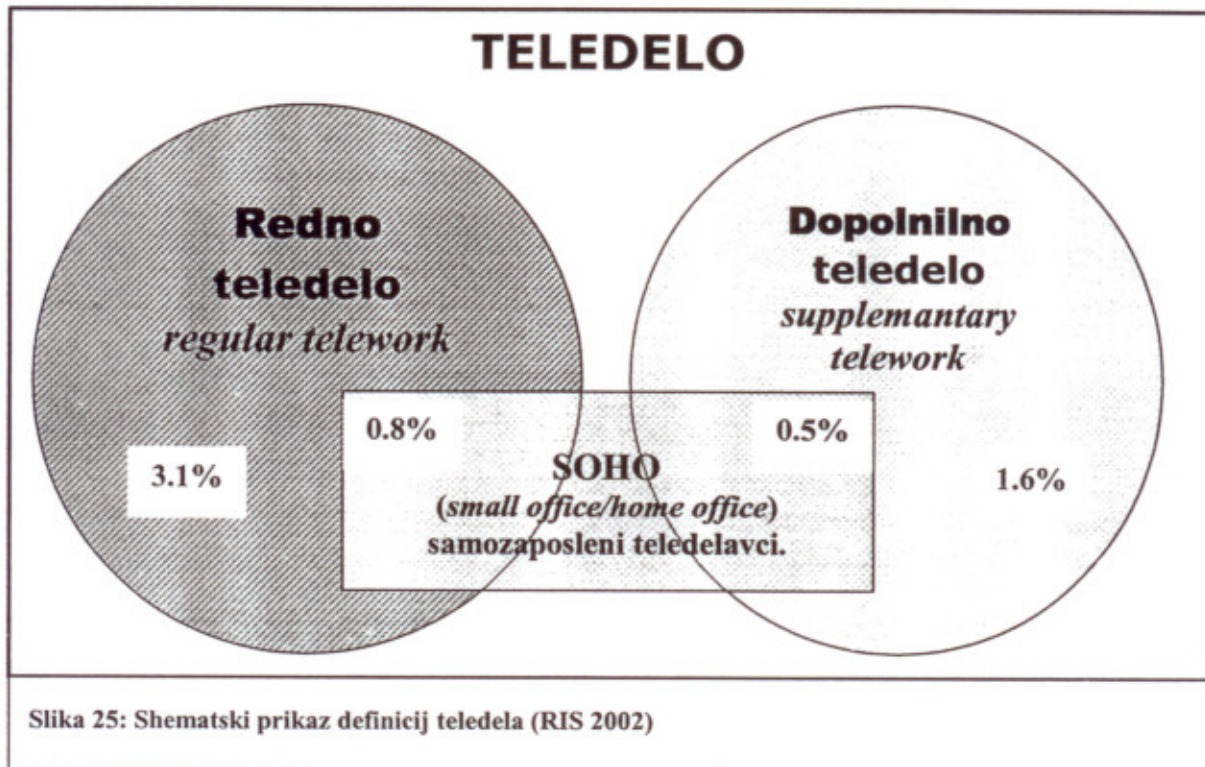 TELEDELO
Redno
teledelo
regular telework
Dopolnilno
teledelo
supplemantary
telework
0.8%
0.5%
3.1%
1.6%
SOHO
(small office/home office)
samozaposleni teledelavci.
Slika 25: Shematski prikaz definicij teledela (RIS 2002)